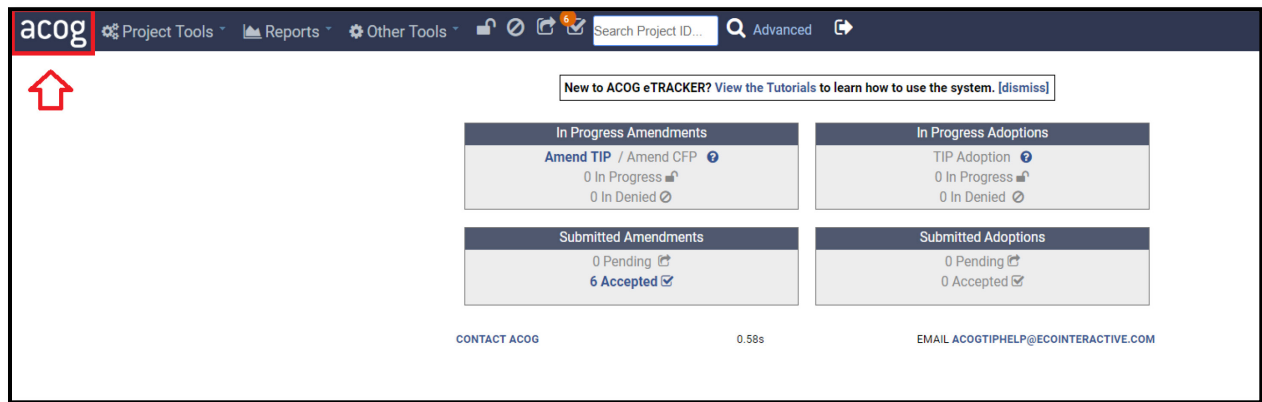 acog Project Tools Reports Other Tools 6 Search Project ID... Advanced
New to ACOG eTRACKER? View the Tutorials to learn how to use the system. [dismiss]
In Progress Amendments
Amend TIP / Amend CFP ?
0 In Progress
0 In Denied
In Progress Adoptions
TIP Adoption ?
0 In Progress
0 In Denied
Submitted Amendments
0 Pending
6 Accepted
Submitted Adoptions
0 Pending
0 Accepted
CONTACT ACOG 0.58s EMAIL ACOGTIPHELP@ECOINTERACTIVE.COM